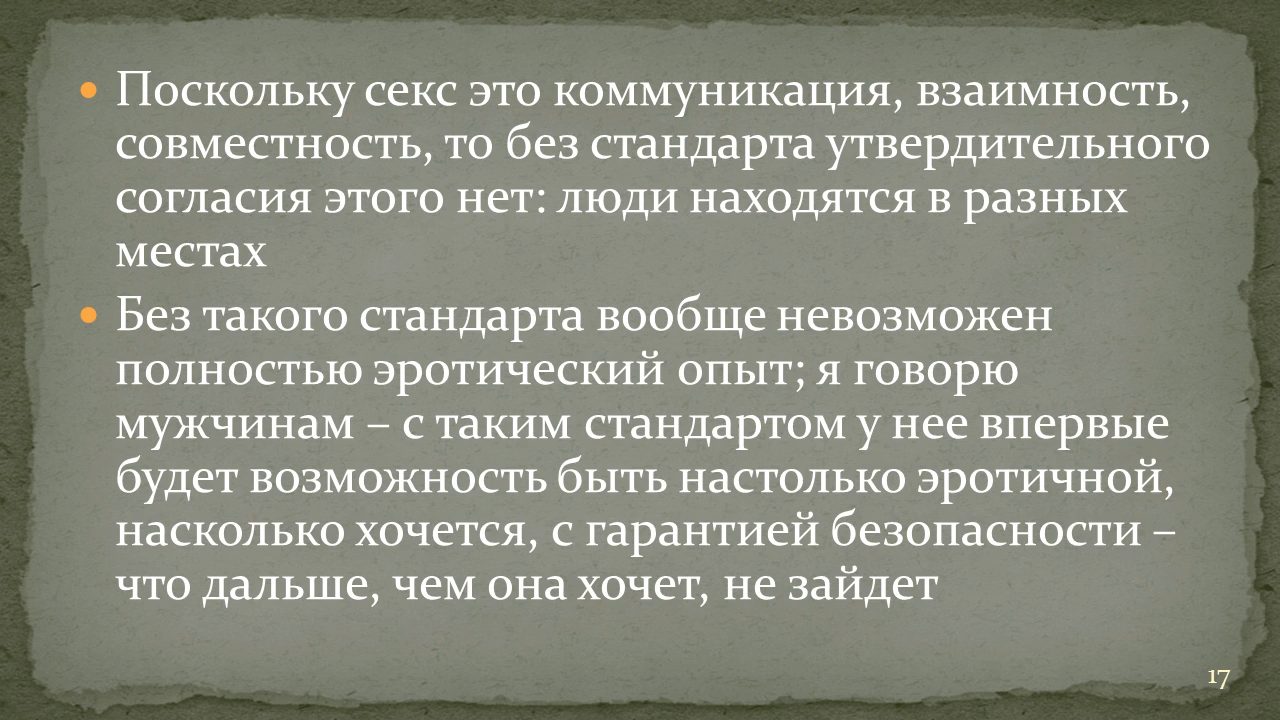 • Поскольку секс это коммуникация, взаимность,
совместность, то без стандарта утвердительного
согласия этого нет: люди находятся в разных
местах
• Без такого стандарта вообще невозможен
полностью эротический опыт; я говорю
мужчинам – с таким стандартом у нее впервые
будет возможность быть настолько эротичной,
насколько хочется, с гарантией безопасности –
что дальше, чем она хочет, не зайдет
17